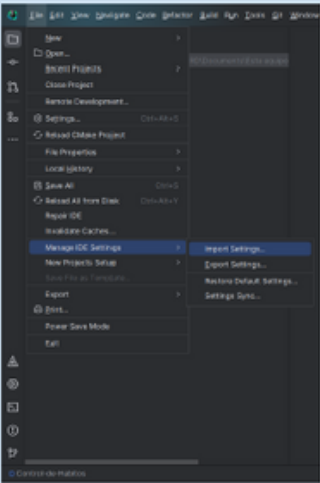 File Edit View Navigate Code Refactor Build Run Tools Git Window
New
Open...
Recent Projects
Close Project
Remote Development...
Settings... Ctrl+Alt+S
Reload CMake Project
File Properties
Local History
Save All Ctrl+S
Reload All from Disk Ctrl+Alt+Y
Repair IDE
Invalidate Caches...
Manage IDE Settings
Import Settings...
Export Settings...
Restore Default Settings...
Settings Sync...
New Projects Setup
Save File as Template...
Export
Print...
Power Save Mode
Exit
Control-de-Habitos